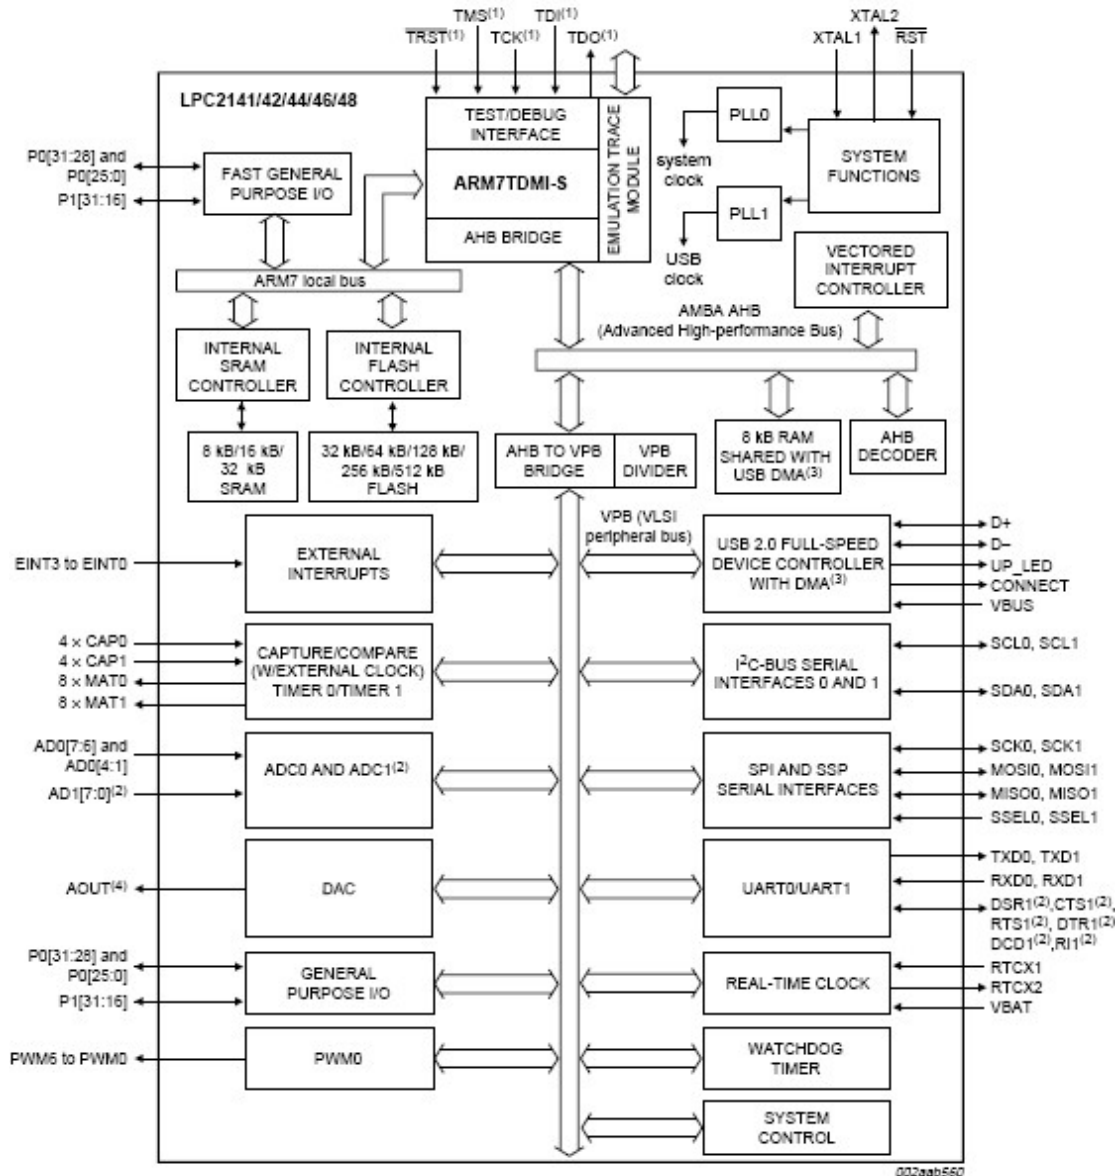 TMS(1)
TDI(1)
XTAL2
TRST(1)
TCK(1)
TDO(1)
XTAL1
RST
LPC2141/42/44/46/48
TEST/DEBUG
INTERFACE
EMULATION TRACE
MODULE
PLL0
SYSTEM
FUNCTIONS
P0[31:28] and
P0[25:0]
P1[31:16]
FAST GENERAL
PURPOSE I/O
ARM7TDMI-S
system
clock
PLL1
AHB BRIDGE
USB
clock
VECTORED
INTERRUPT
CONTROLLER
ARM7 local bus
AMBA AHB
(Advanced High-performance Bus)
INTERNAL
SRAM
CONTROLLER
INTERNAL
FLASH
CONTROLLER
8 kB/16 kB/
32 kB
SRAM
32 kB/64 kB/128 kB/
256 kB/512 kB
FLASH
AHB TO VPB
BRIDGE
VPB
DIVIDER
8 kB RAM
SHARED WITH
USB DMA(3)
AHB
DECODER
VPB (VLSI
peripheral bus)
EINT3 to EINT0
EXTERNAL
INTERRUPTS
USB 2.0 FULL-SPEED
DEVICE CONTROLLER
WITH DMA(3)
D+
D−
UP_LED
CONNECT
VBUS
4 × CAP0
4 × CAP1
8 × MAT0
8 × MAT1
CAPTURE/COMPARE
(W/EXTERNAL CLOCK)
TIMER 0/TIMER 1
I2C-BUS SERIAL
INTERFACES 0 AND 1
SCL0, SCL1
SDA0, SDA1
AD0[7:6] and
AD0[4:1]
AD1[7:0](2)
ADC0 AND ADC1(2)
SPI AND SSP
SERIAL INTERFACES
SCK0, SCK1
MOSI0, MOSI1
MISO0, MISO1
SSEL0, SSEL1
AOUT(4)
DAC
UART0/UART1
TXD0, TXD1
RXD0, RXD1
DSR1(2),CTS1(2),
RTS1(2), DTR1(2)
DCD1(2),RI1(2)
P0[31:28] and
P0[25:0]
P1[31:16]
GENERAL
PURPOSE I/O
REAL-TIME CLOCK
RTCX1
RTCX2
VBAT
PWM6 to PWM0
PWM0
WATCHDOG
TIMER
SYSTEM
CONTROL
002aab560